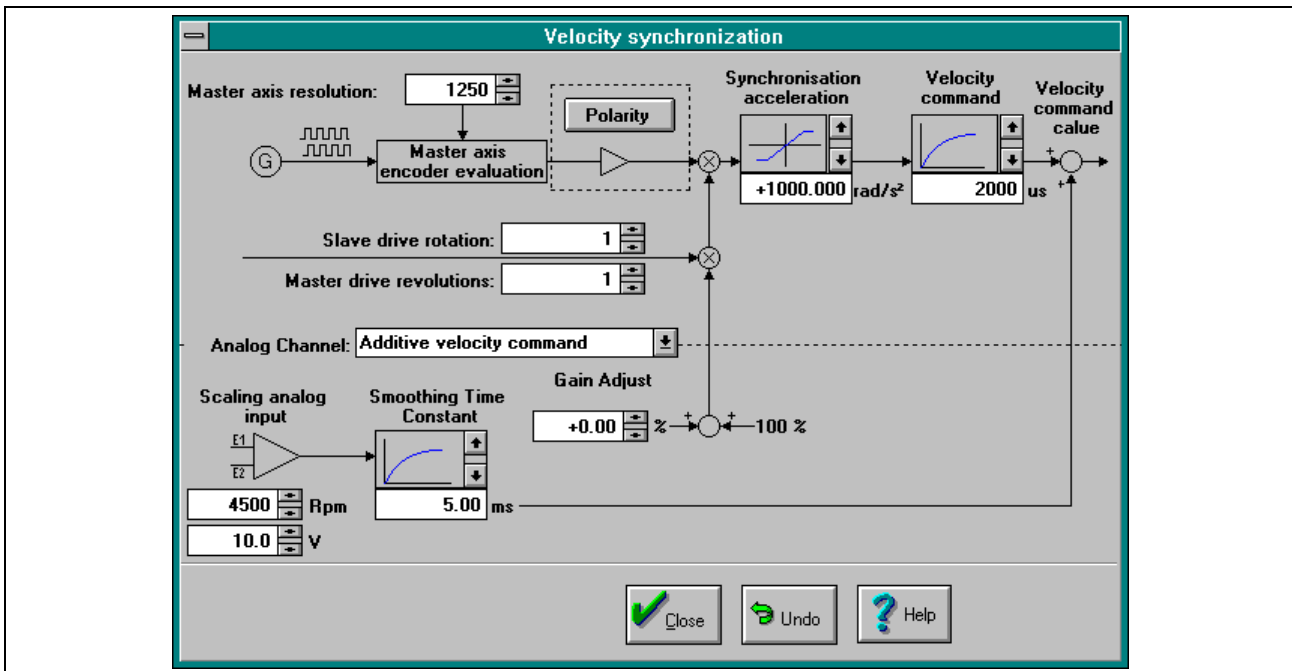 Velocity synchronization
Master axis resolution: 1250
Polarity
Synchronisation
acceleration
Velocity
command
Velocity
command
calue
G
Master axis
encoder evaluation
+
+
+1000.000 rad/s²
2000 us
Slave drive rotation: 1
Master drive revolutions: 1
Analog Channel: Additive velocity command
Gain Adjust
+0.00 % + + 100 %
Scaling analog
input
Smoothing Time
Constant
E1
E2
4500 Rpm
5.00 ms
10.0 V
Close
Undo
? Help